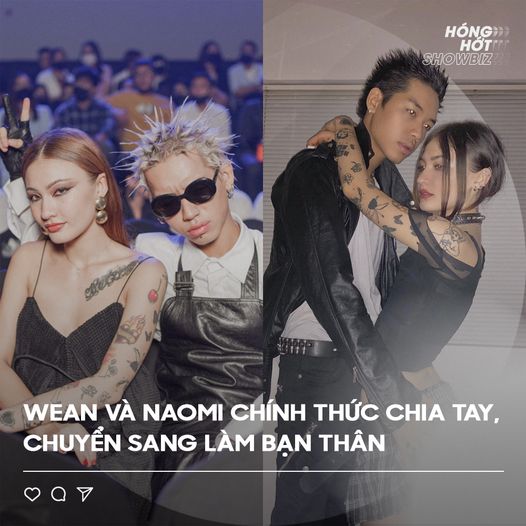 HÓNG
HỚT
SHOWBIZ
WEAN VÀ NAOMI CHÍNH THỨC CHIA TAY,
CHUYỂN SANG LÀM BẠN THÂN